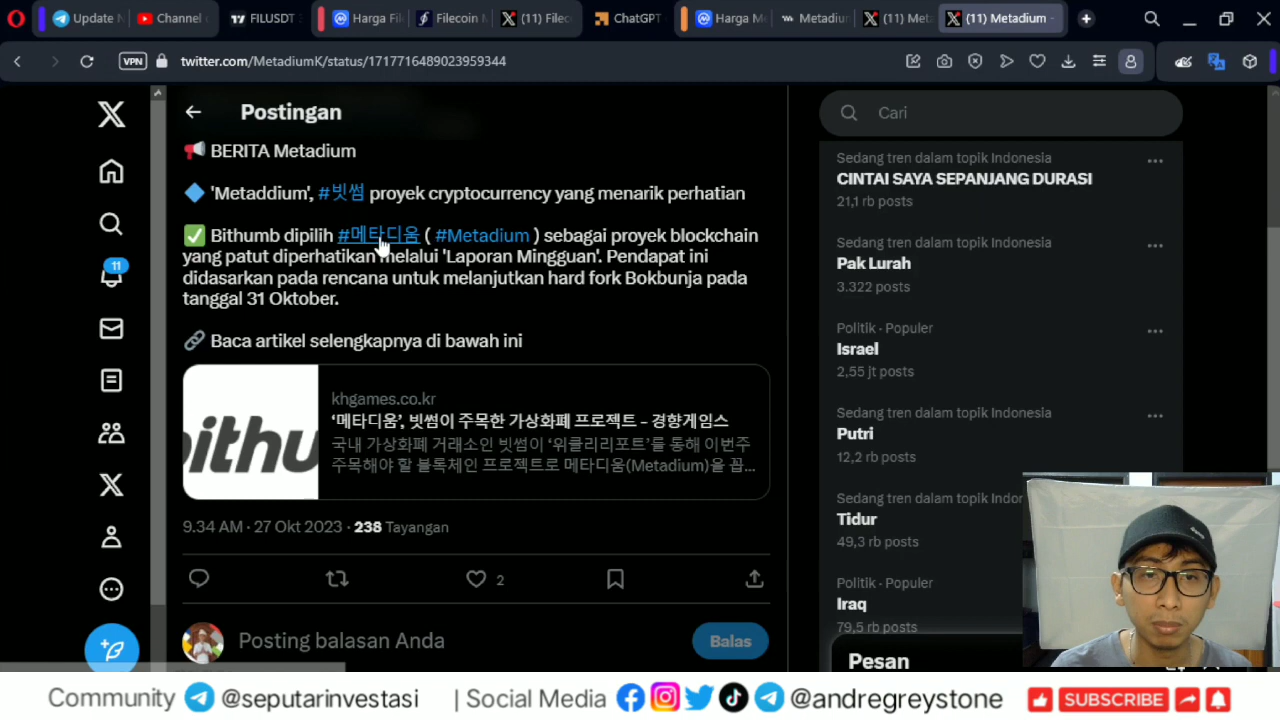 Update N
Channel
FILUSDT
Harga Fil
Filecoin M
(11) Filec
ChatGPT
Harga Me
Metadium
(11) Met
(11) Metadium
VPN
twitter.com/MetadiumK/status/1717716489023959344
Postingan
Cari
BERITA Metadium
'Metaddium', #빗썸 proyek cryptocurrency yang menarik perhatian
Bithumb dipilih #메타디움 ( #Metadium ) sebagai proyek blockchain
yang patut diperhatikan melalui 'Laporan Mingguan'. Pendapat ini
didasarkan pada rencana untuk melanjutkan hard fork Bokbunja pada
tanggal 31 Oktober.
Baca artikel selengkapnya di bawah ini
bithu
khgames.co.kr
‘메타디움’, 빗썸이 주목한 가상화폐 프로젝트 - 경향게임스
국내 가상화폐 거래소인 빗썸이 ‘위클리리포트’를 통해 이번주
주목해야 할 블록체인 프로젝트로 메타디움(Metadium)을 꼽...
9.34 AM · 27 Okt 2023 · 238 Tayangan
2
Posting balasan Anda
Balas
11
Sedang tren dalam topik Indonesia
CINTAI SAYA SEPANJANG DURASI
21,1 rb posts
Sedang tren dalam topik Indonesia
Pak Lurah
3.322 posts
Politik · Populer
Israel
2,55 jt posts
Sedang tren dalam topik Indonesia
Putri
12,2 rb posts
Sedang tren dalam topik Indon
Tidur
49,3 rb posts
Politik · Populer
Iraq
79,5 rb posts
Pesan
Community @seputarinvestasi | Social Media @andregreystone SUBSCRIBE